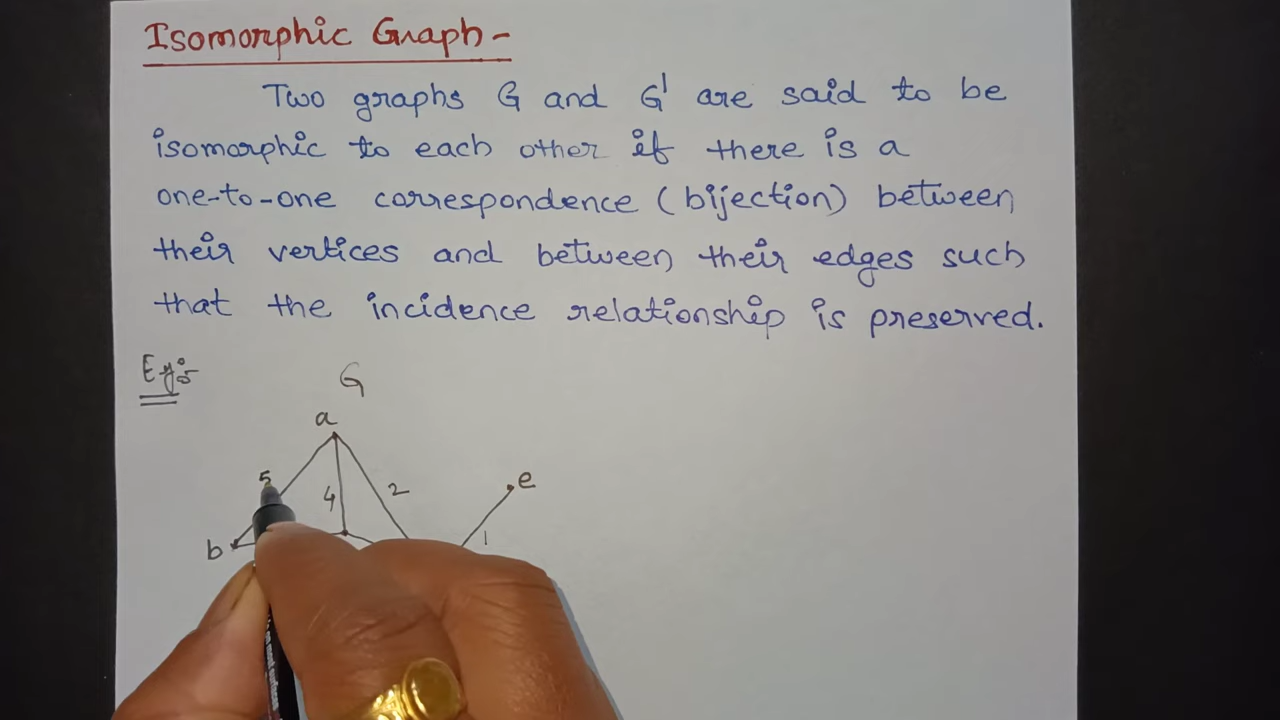 Isomorphic Graph-
Two graphs G and G' are said to be
isomorphic to each other if there is a
one-to-one correspondence (bijection) between
their vertices and between their edges such
that the incidence relationship is preserved.
Eg:
G
a
5
4
2
e
b
1